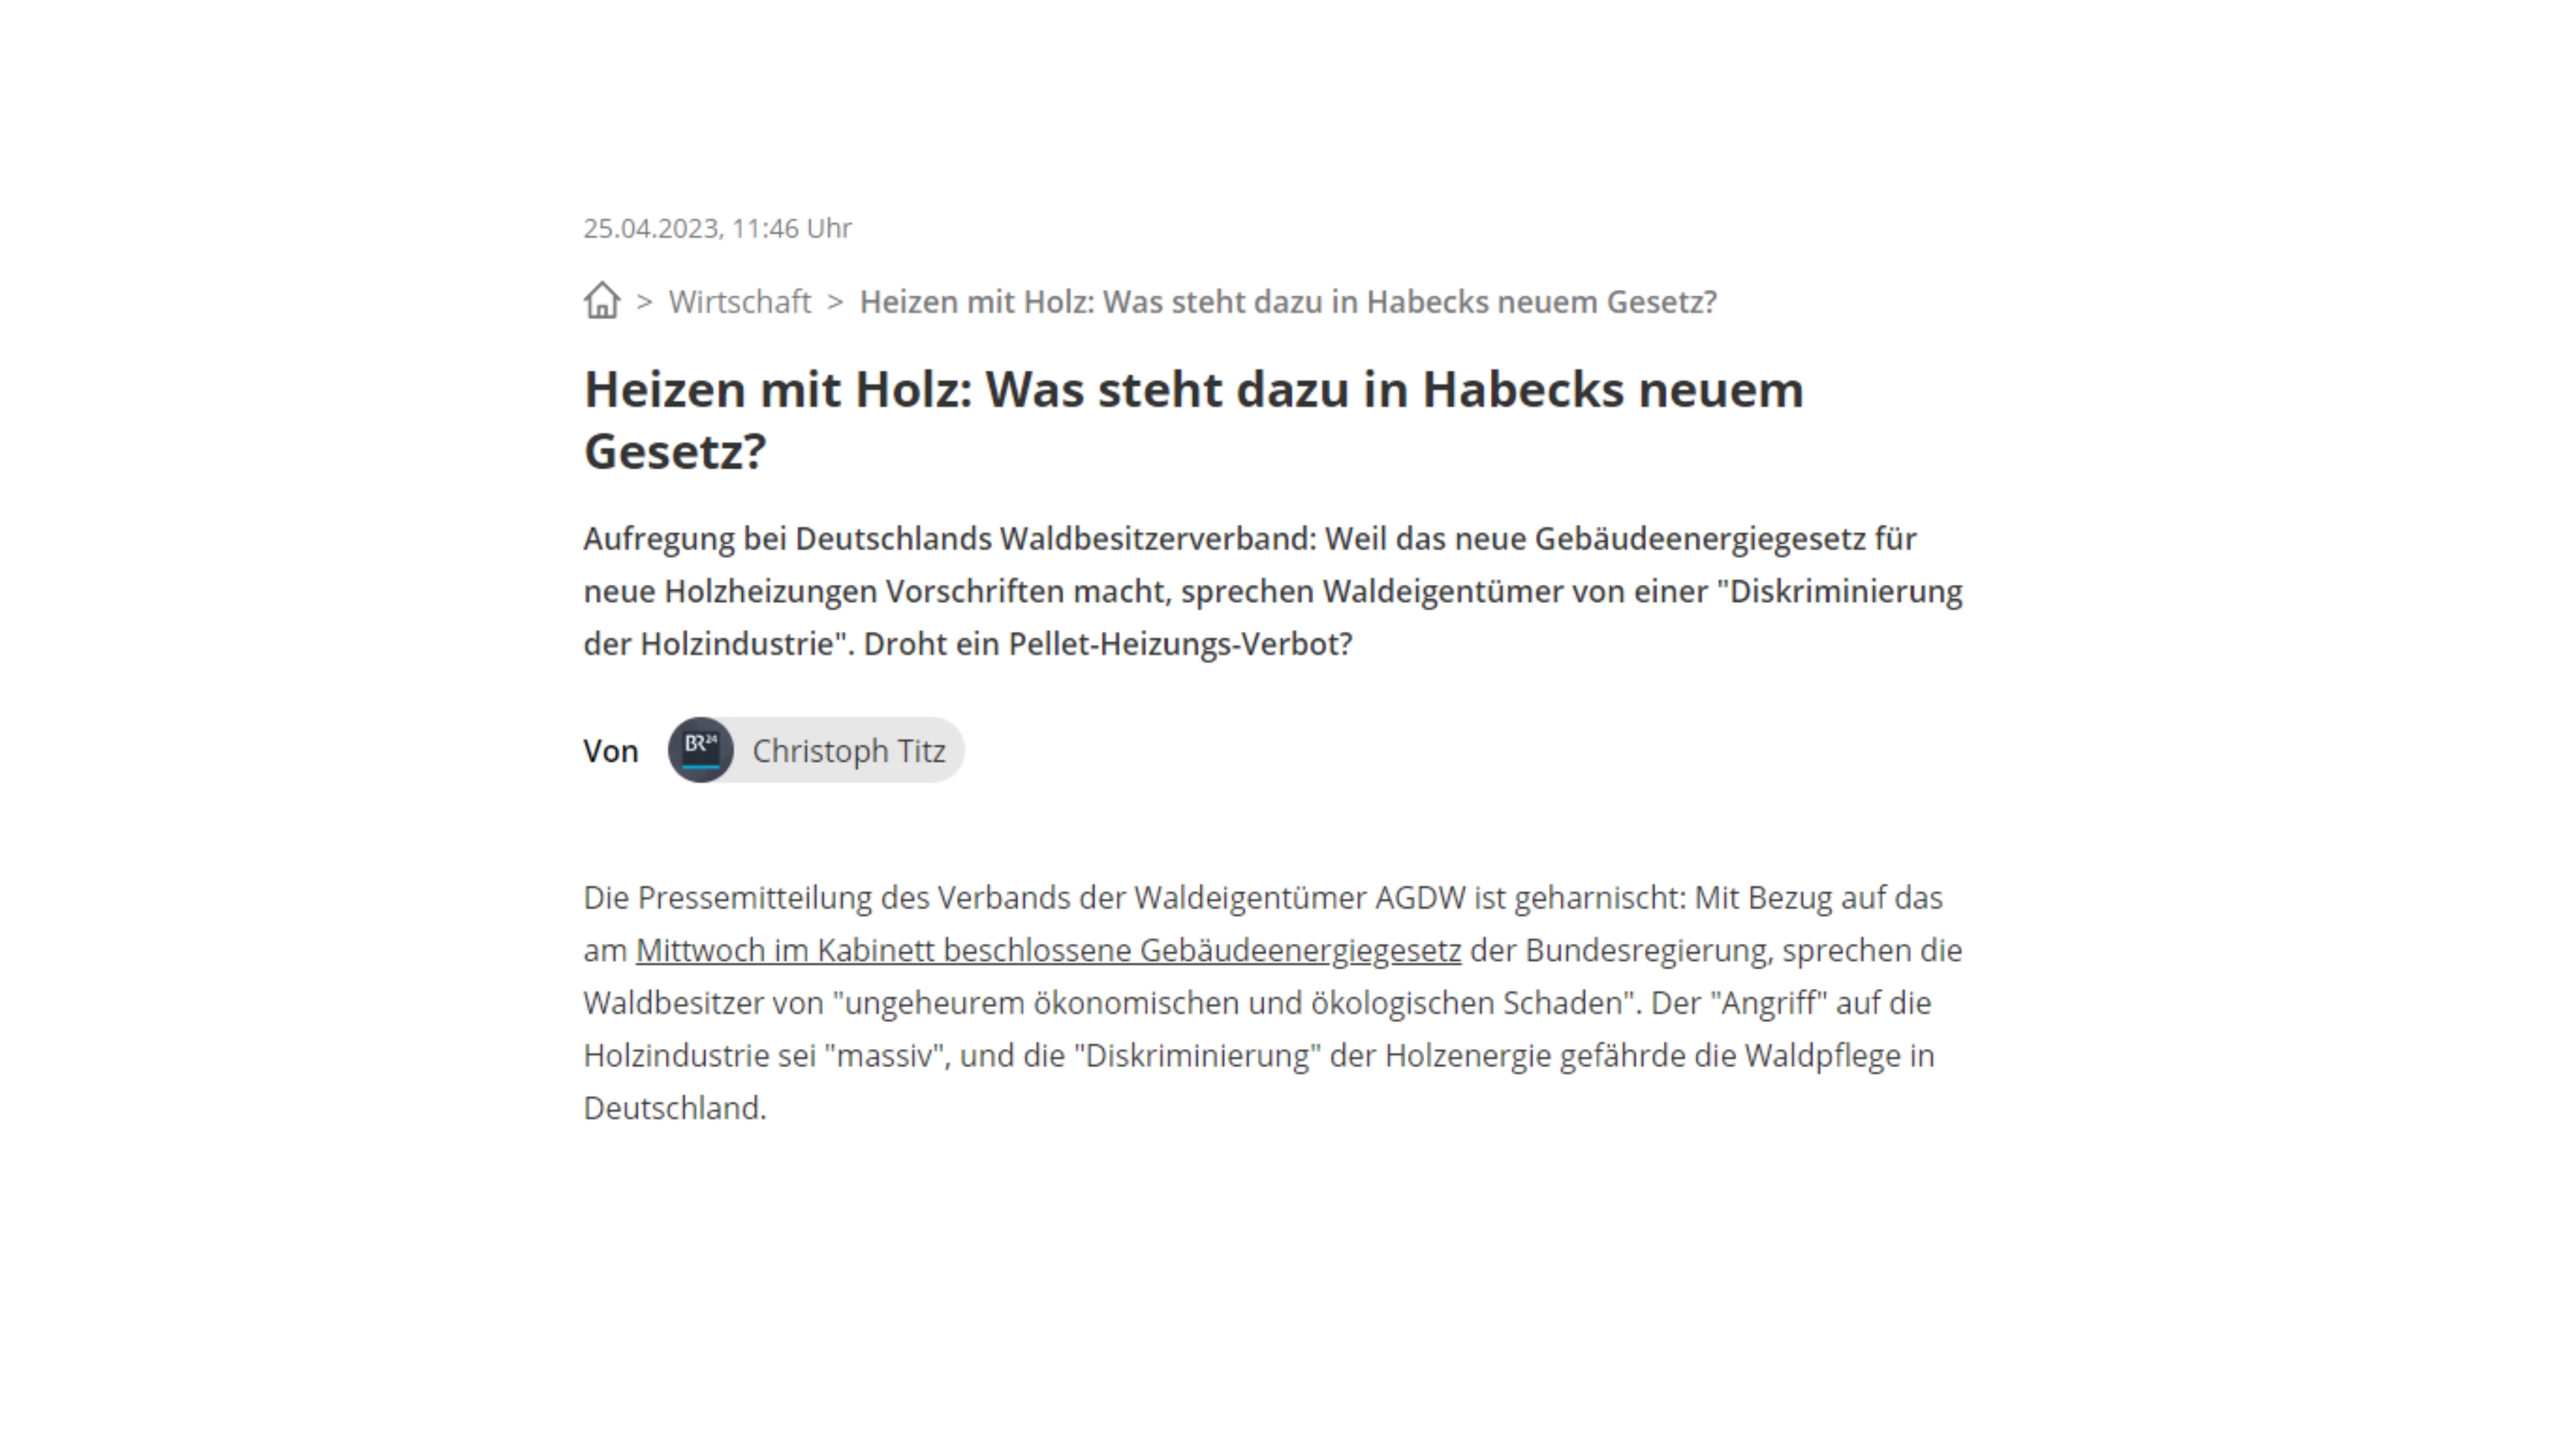 25.04.2023, 11:46 Uhr
> Wirtschaft > Heizen mit Holz: Was steht dazu in Habecks neuem Gesetz?
Heizen mit Holz: Was steht dazu in Habecks neuem
Gesetz?
Aufregung bei Deutschlands Waldbesitzerverband: Weil das neue Gebäudeenergiegesetz für
neue Holzheizungen Vorschriften macht, sprechen Waldeigentümer von einer "Diskriminierung
der Holzindustrie". Droht ein Pellet-Heizungs-Verbot?
Von BR24 Christoph Titz
Die Pressemitteilung des Verbands der Waldeigentümer AGDW ist geharnischt: Mit Bezug auf das
am Mittwoch im Kabinett beschlossene Gebäudeenergiegesetz der Bundesregierung, sprechen die
Waldbesitzer von "ungeheurem ökonomischen und ökologischen Schaden". Der "Angriff" auf die
Holzindustrie sei "massiv", und die "Diskriminierung" der Holzenergie gefährde die Waldpflege in
Deutschland.